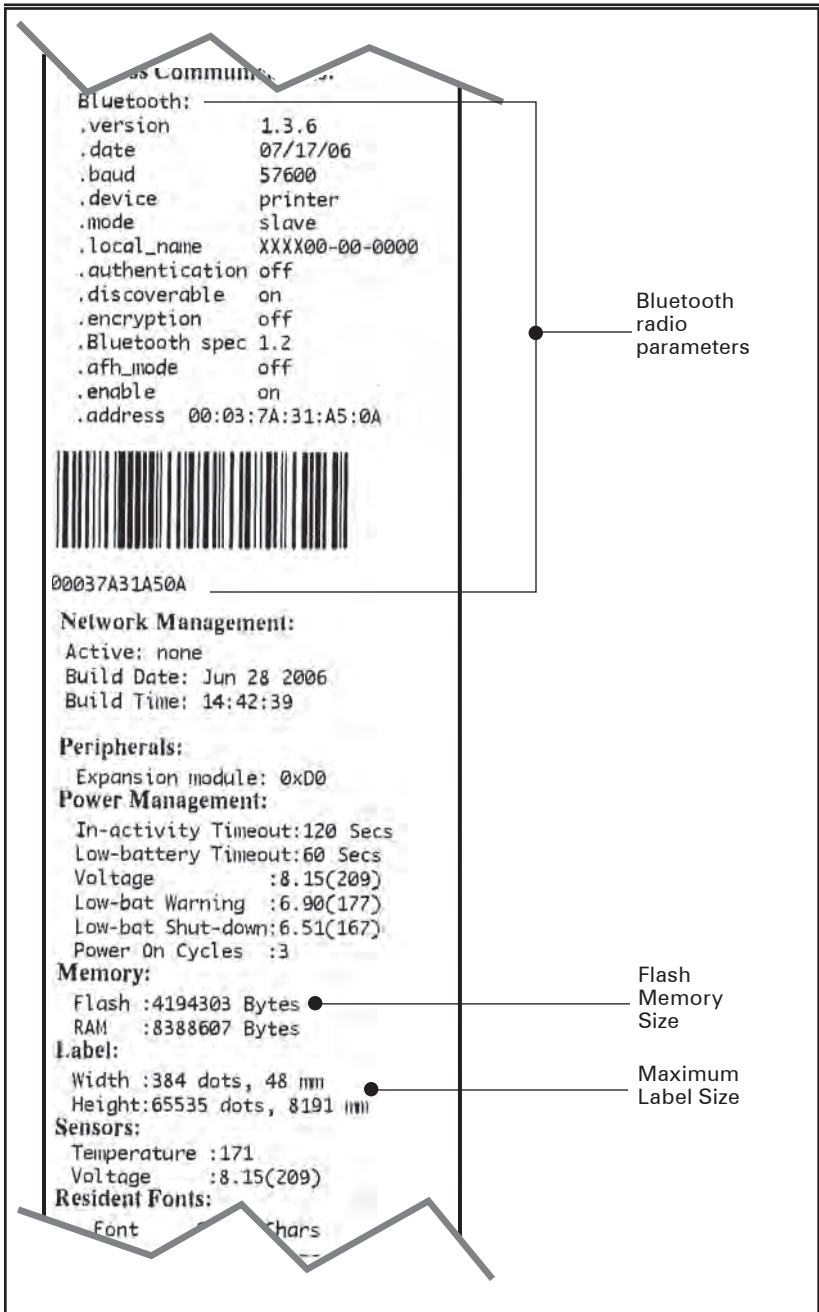 Bluetooth:
.version 1.3.6
.date 07/17/06
.baud 57600
.device printer
.mode slave
.local_name XXXX00-00-0000
.authentication off
.discoverable on
.encryption off
.Bluetooth spec 1.2
.afh_mode off
.enable on
.address 00:03:7A:31:A5:0A
00037A31A50A
Network Management:
Active: none
Build Date: Jun 28 2006
Build Time: 14:42:39
Peripherals:
Expansion module: 0xD0
Power Management:
In-activity Timeout:120 Secs
Low-battery Timeout:60 Secs
Voltage :8.15(209)
Low-bat Warning :6.90(177)
Low-bat Shut-down:6.51(167)
Power On Cycles :3
Memory:
Flash :4194303 Bytes
RAM :8388607 Bytes
Label:
Width :384 dots, 48 mm
Height:65535 dots, 8191 mm
Sensors:
Temperature :171
Voltage :8.15(209)
Resident Fonts:
Font Chars
Bluetooth
radio
parameters
Flash
Memory
Size
Maximum
Label Size